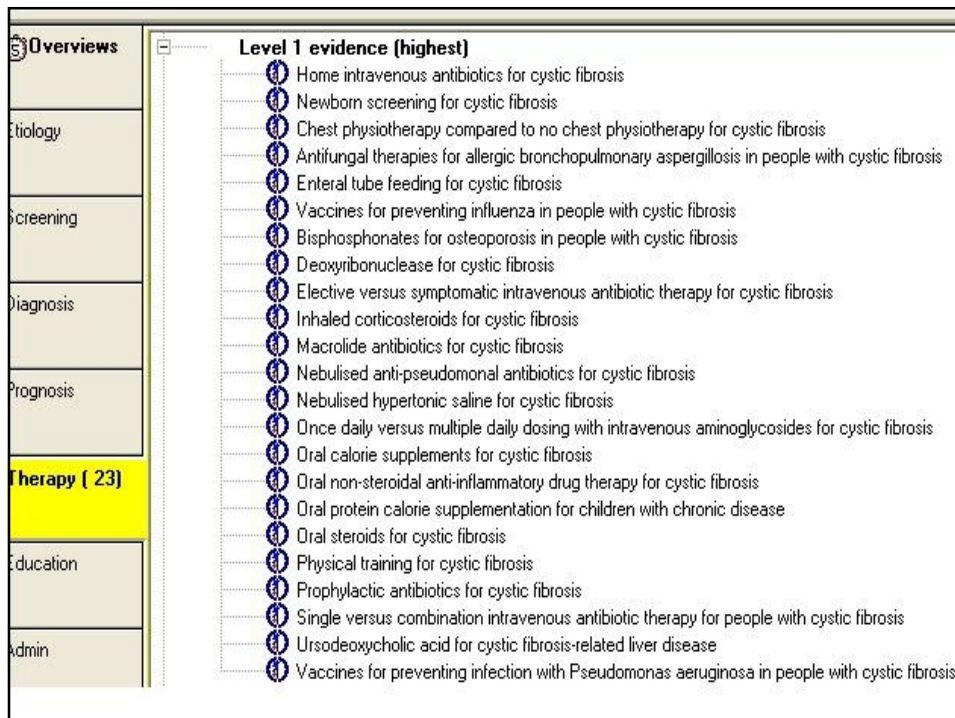 Overviews
Etiology
Screening
Diagnosis
Prognosis
Therapy ( 23)
Education
Admin
Level 1 evidence (highest)
Home intravenous antibiotics for cystic fibrosis
Newborn screening for cystic fibrosis
Chest physiotherapy compared to no chest physiotherapy for cystic fibrosis
Antifungal therapies for allergic bronchopulmonary aspergillosis in people with cystic fibrosis
Enteral tube feeding for cystic fibrosis
Vaccines for preventing influenza in people with cystic fibrosis
Bisphosphonates for osteoporosis in people with cystic fibrosis
Deoxyribonuclease for cystic fibrosis
Elective versus symptomatic intravenous antibiotic therapy for cystic fibrosis
Inhaled corticosteroids for cystic fibrosis
Macrolide antibiotics for cystic fibrosis
Nebulised anti-pseudomonal antibiotics for cystic fibrosis
Nebulised hypertonic saline for cystic fibrosis
Once daily versus multiple daily dosing with intravenous aminoglycosides for cystic fibrosis
Oral calorie supplements for cystic fibrosis
Oral non-steroidal anti-inflammatory drug therapy for cystic fibrosis
Oral protein calorie supplementation for children with chronic disease
Oral steroids for cystic fibrosis
Physical training for cystic fibrosis
Prophylactic antibiotics for cystic fibrosis
Single versus combination intravenous antibiotic therapy for people with cystic fibrosis
Ursodeoxycholic acid for cystic fibrosis-related liver disease
Vaccines for preventing infection with Pseudomonas aeruginosa in people with cystic fibrosis